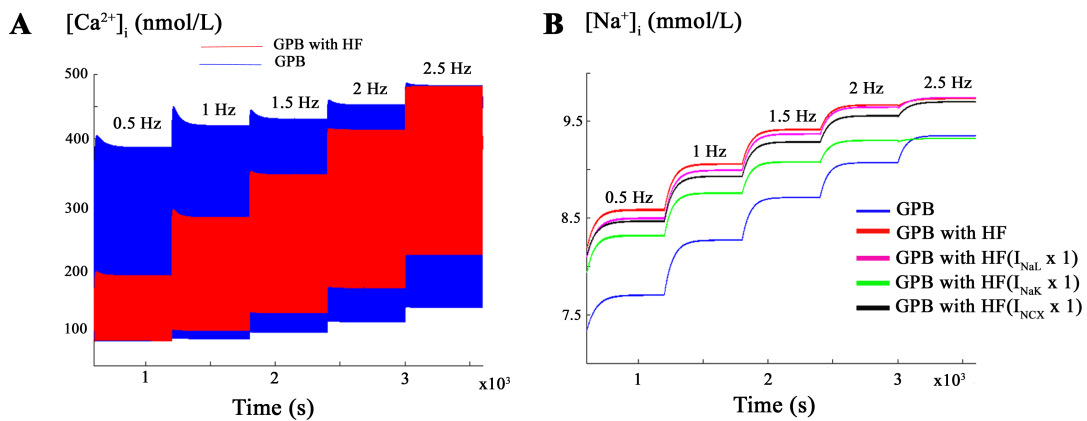 A
[Ca²⁺]ᵢ (nmol/L)
GPB with HF
GPB
500
400
300
200
100
0.5 Hz
1 Hz
1.5 Hz
2 Hz
2.5 Hz
1
2
3
x10³
Time (s)
B
[Na⁺]ᵢ (mmol/L)
9.5
8.5
7.5
0.5 Hz
1 Hz
1.5 Hz
2 Hz
2.5 Hz
GPB
GPB with HF
GPB with HF(I_NaL x 1)
GPB with HF(I_NaK x 1)
GPB with HF(I_NCX x 1)
1
2
3
x10³
Time (s)